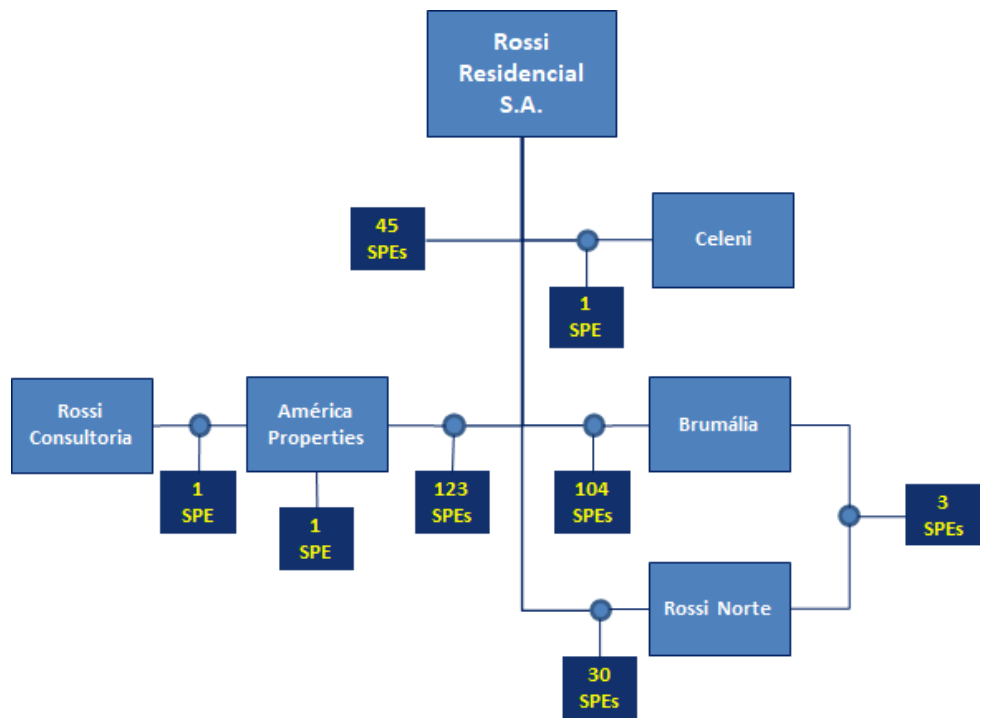 Rossi
Residencial
S.A.
45
SPEs
Celeni
1
SPE
Rossi
Consultoria
América
Properties
Brumália
1
SPE
1
SPE
123
SPEs
104
SPEs
3
SPEs
Rossi Norte
30
SPEs